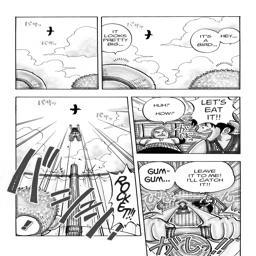 IT
LOOKS
PRETTY
BIG...
IT'S
A
BIRD...
HEY...
HUH?
HOW?
LET'S
EAT
IT!!
ROCKET!!
!!
GUM-
GUM...
LEAVE
IT TO ME!
I'LL CATCH
IT!!